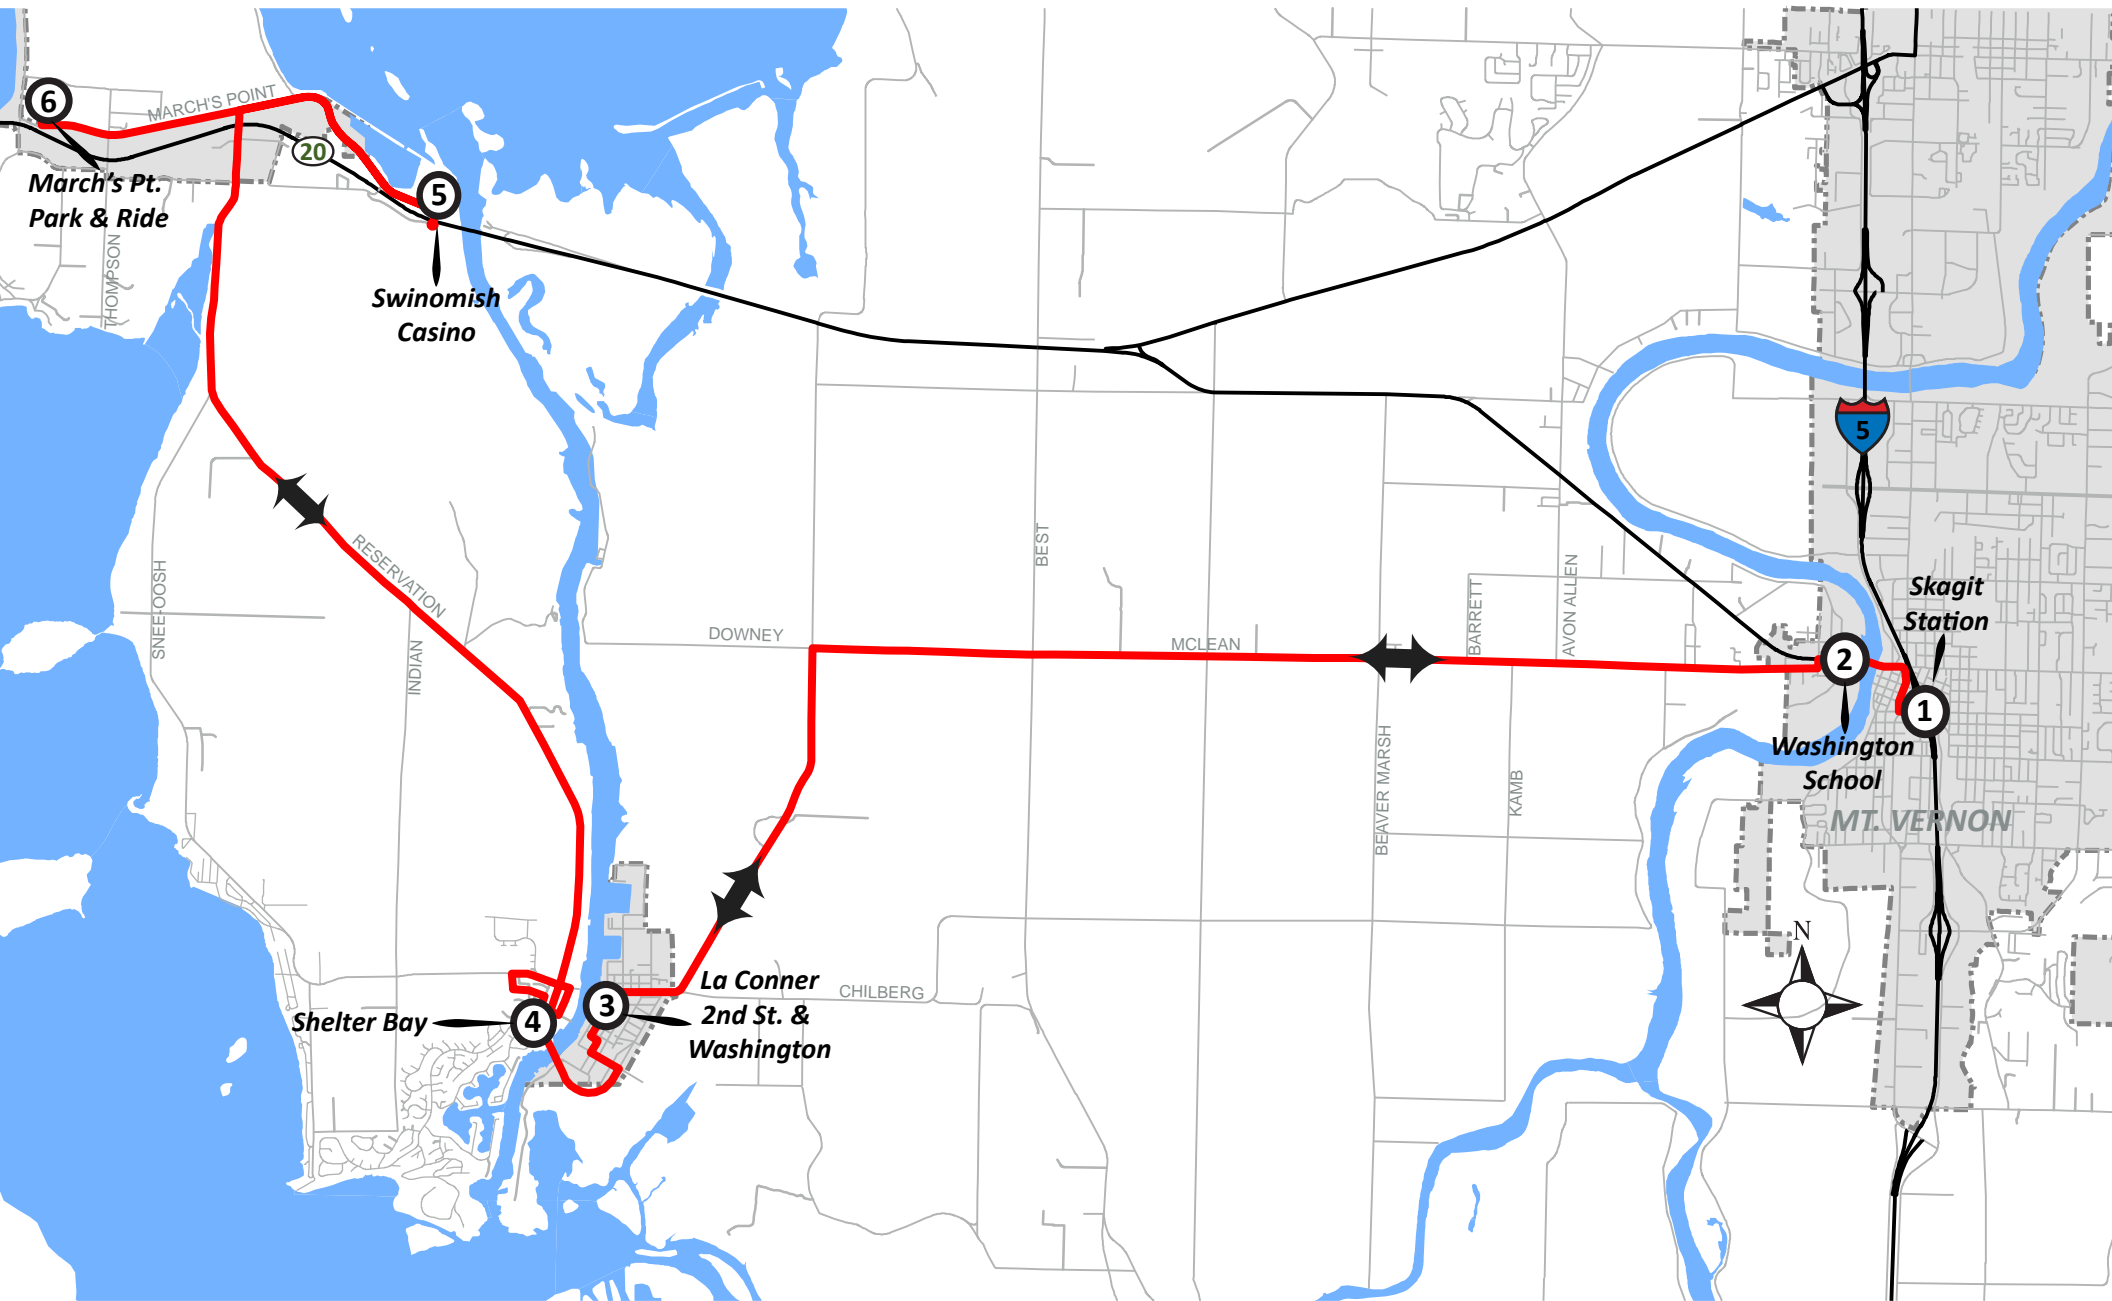 6
MARCH'S POINT
20
March's Pt.
Park & Ride
5
THOMPSON
Swinomish
Casino
5
SNEE-OOSH
RESERVATION
INDIAN
DOWNEY
BEST
MCLEAN
BARRETT
AVON ALLEN
Skagit
Station
2
1
Washington
School
BEAVER MARSH
KAMB
MT. VERNON
N
La Conner
2nd St. &
Washington
CHILBERG
3
Shelter Bay
4